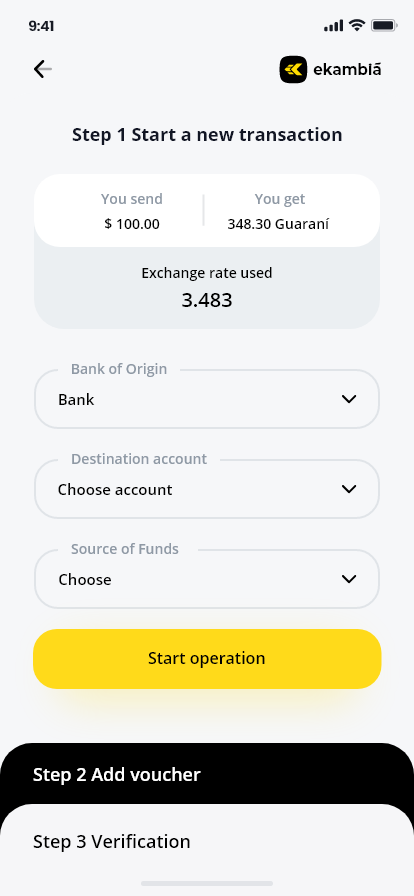 9:41
ekamblã
Step 1 Start a new transaction
You send
You get
$ 100.00
348.30 Guaraní
Exchange rate used
3.483
Bank of Origin
Bank
Destination account
Choose account
Source of Funds
Choose
Start operation
Step 2 Add voucher
Step 3 Verification